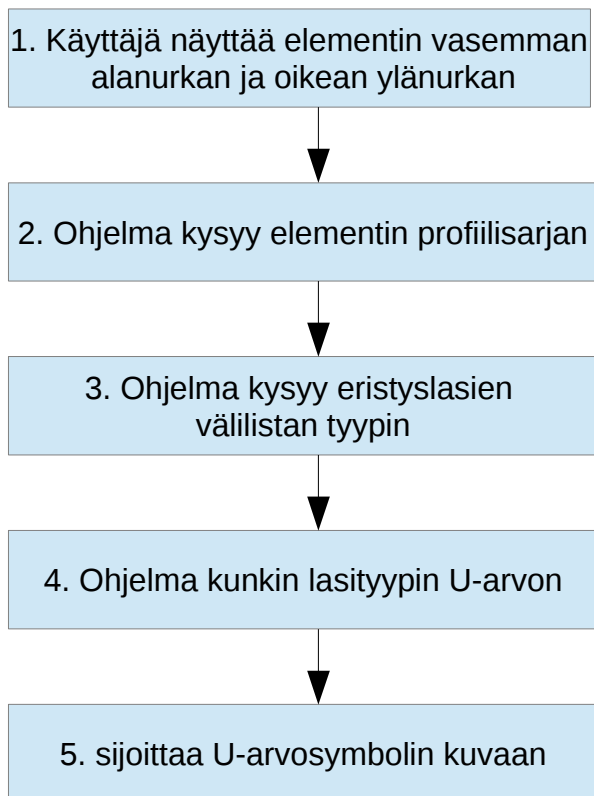 1. Käyttäjä näyttää elementin vasemman
alanurkan ja oikean ylänurkan
2. Ohjelma kysyy elementin profiilisarjan
3. Ohjelma kysyy eristyslasien
välilistan tyypin
4. Ohjelma kunkin lasityypin U-arvon
5. sijoittaa U-arvosymbolin kuvaan